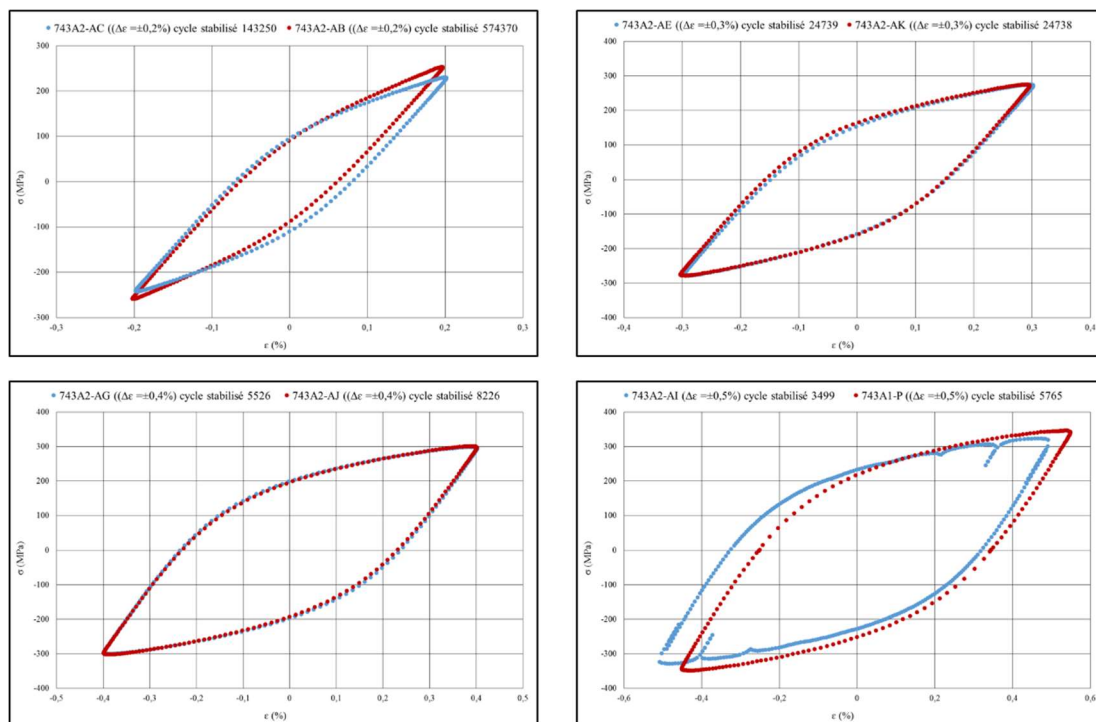 743A2-AC ((Δε =±0,2%) cycle stabilisé 143250 743A2-AB ((Δε =±0,2%) cycle stabilisé 574370
300
200
100
0
-100
-200
-300
σ (MPa)
-0,3 -0,2 -0,1 0 0,1 0,2 0,3
ε (%)
743A2-AE ((Δε =±0,3%) cycle stabilisé 24739 743A2-AK ((Δε =±0,3%) cycle stabilisé 24738
400
300
200
100
0
-100
-200
-300
-400
σ (MPa)
-0,4 -0,3 -0,2 -0,1 0 0,1 0,2 0,3 0,4
ε (%)
743A2-AG ((Δε =±0,4%) cycle stabilisé 5526 743A2-AJ ((Δε =±0,4%) cycle stabilisé 8226
400
300
200
100
0
-100
-200
-300
-400
σ (MPa)
-0,5 -0,4 -0,3 -0,2 -0,1 0 0,1 0,2 0,3 0,4 0,5
ε (%)
743A2-AI (Δε =±0,5%) cycle stabilisé 3499 743A1-P (Δε =±0,5%) cycle stabilisé 5765
400
300
200
100
0
-100
-200
-300
-400
σ (MPa)
-0,6 -0,4 -0,2 0 0,2 0,4 0,6
ε (%)